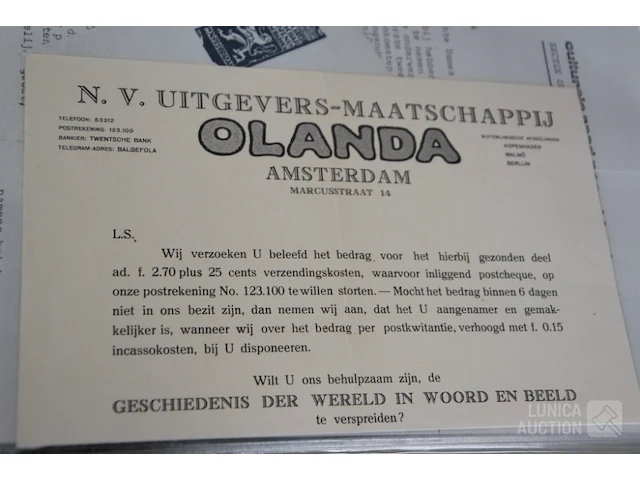 N. V. UITGEVERS-MAATSCHAPPIJ
OLANDA
AMSTERDAM
MARCUSSTRAAT 14
TELEFOON: 53312
POSTREKENING: 123.100
BANKIER: TWENTSCHE BANK
TELEGRAM-ADRES: BALGEFOLA
BUITENLANDSCHE AFDEELINGEN
KOPENHAGEN
MALMÖ
BERLIJN
L.S.
Wij verzoeken U beleefd het bedrag voor het hierbij gezonden deel
ad. f. 2.70 plus 25 cents verzendingskosten, waarvoor inliggend postcheque, op
onze postrekening No. 123.100 te willen storten. — Mocht het bedrag binnen 6 dagen
niet in ons bezit zijn, dan nemen wij aan, dat het U aangenamer en gemak-
kelijker is, wanneer wij over het bedrag per postkwitantie, verhoogd met f. 0.15
incassokosten, bij U disponeeren.
Wilt U ons behulpzaam zijn, de
GESCHIEDENIS DER WERELD IN WOORD EN BEELD
te verspreiden?
LUNICA
AUCTION